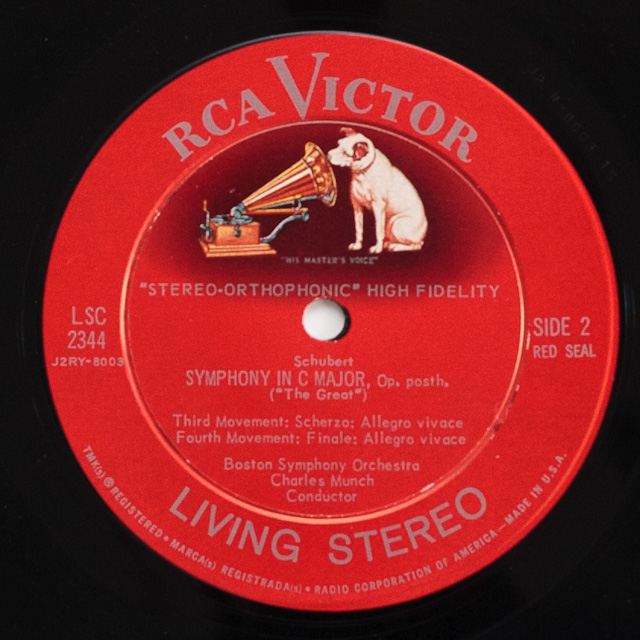 RCA VICTOR
"HIS MASTER'S VOICE"
"STEREO-ORTHOPHONIC" HIGH FIDELITY
LSC
2344
J2RY-8003
SIDE 2
RED SEAL
Schubert
SYMPHONY IN C MAJOR, Op. posth.
("The Great")
Third Movement: Scherzo: Allegro vivace
Fourth Movement: Finale: Allegro vivace
Boston Symphony Orchestra
Charles Munch
Conductor
LIVING STEREO
TMK(s) ® REGISTERED • MARCA(s) REGISTRADA(s) • RADIO CORPORATION OF AMERICA—MADE IN U.S.A.